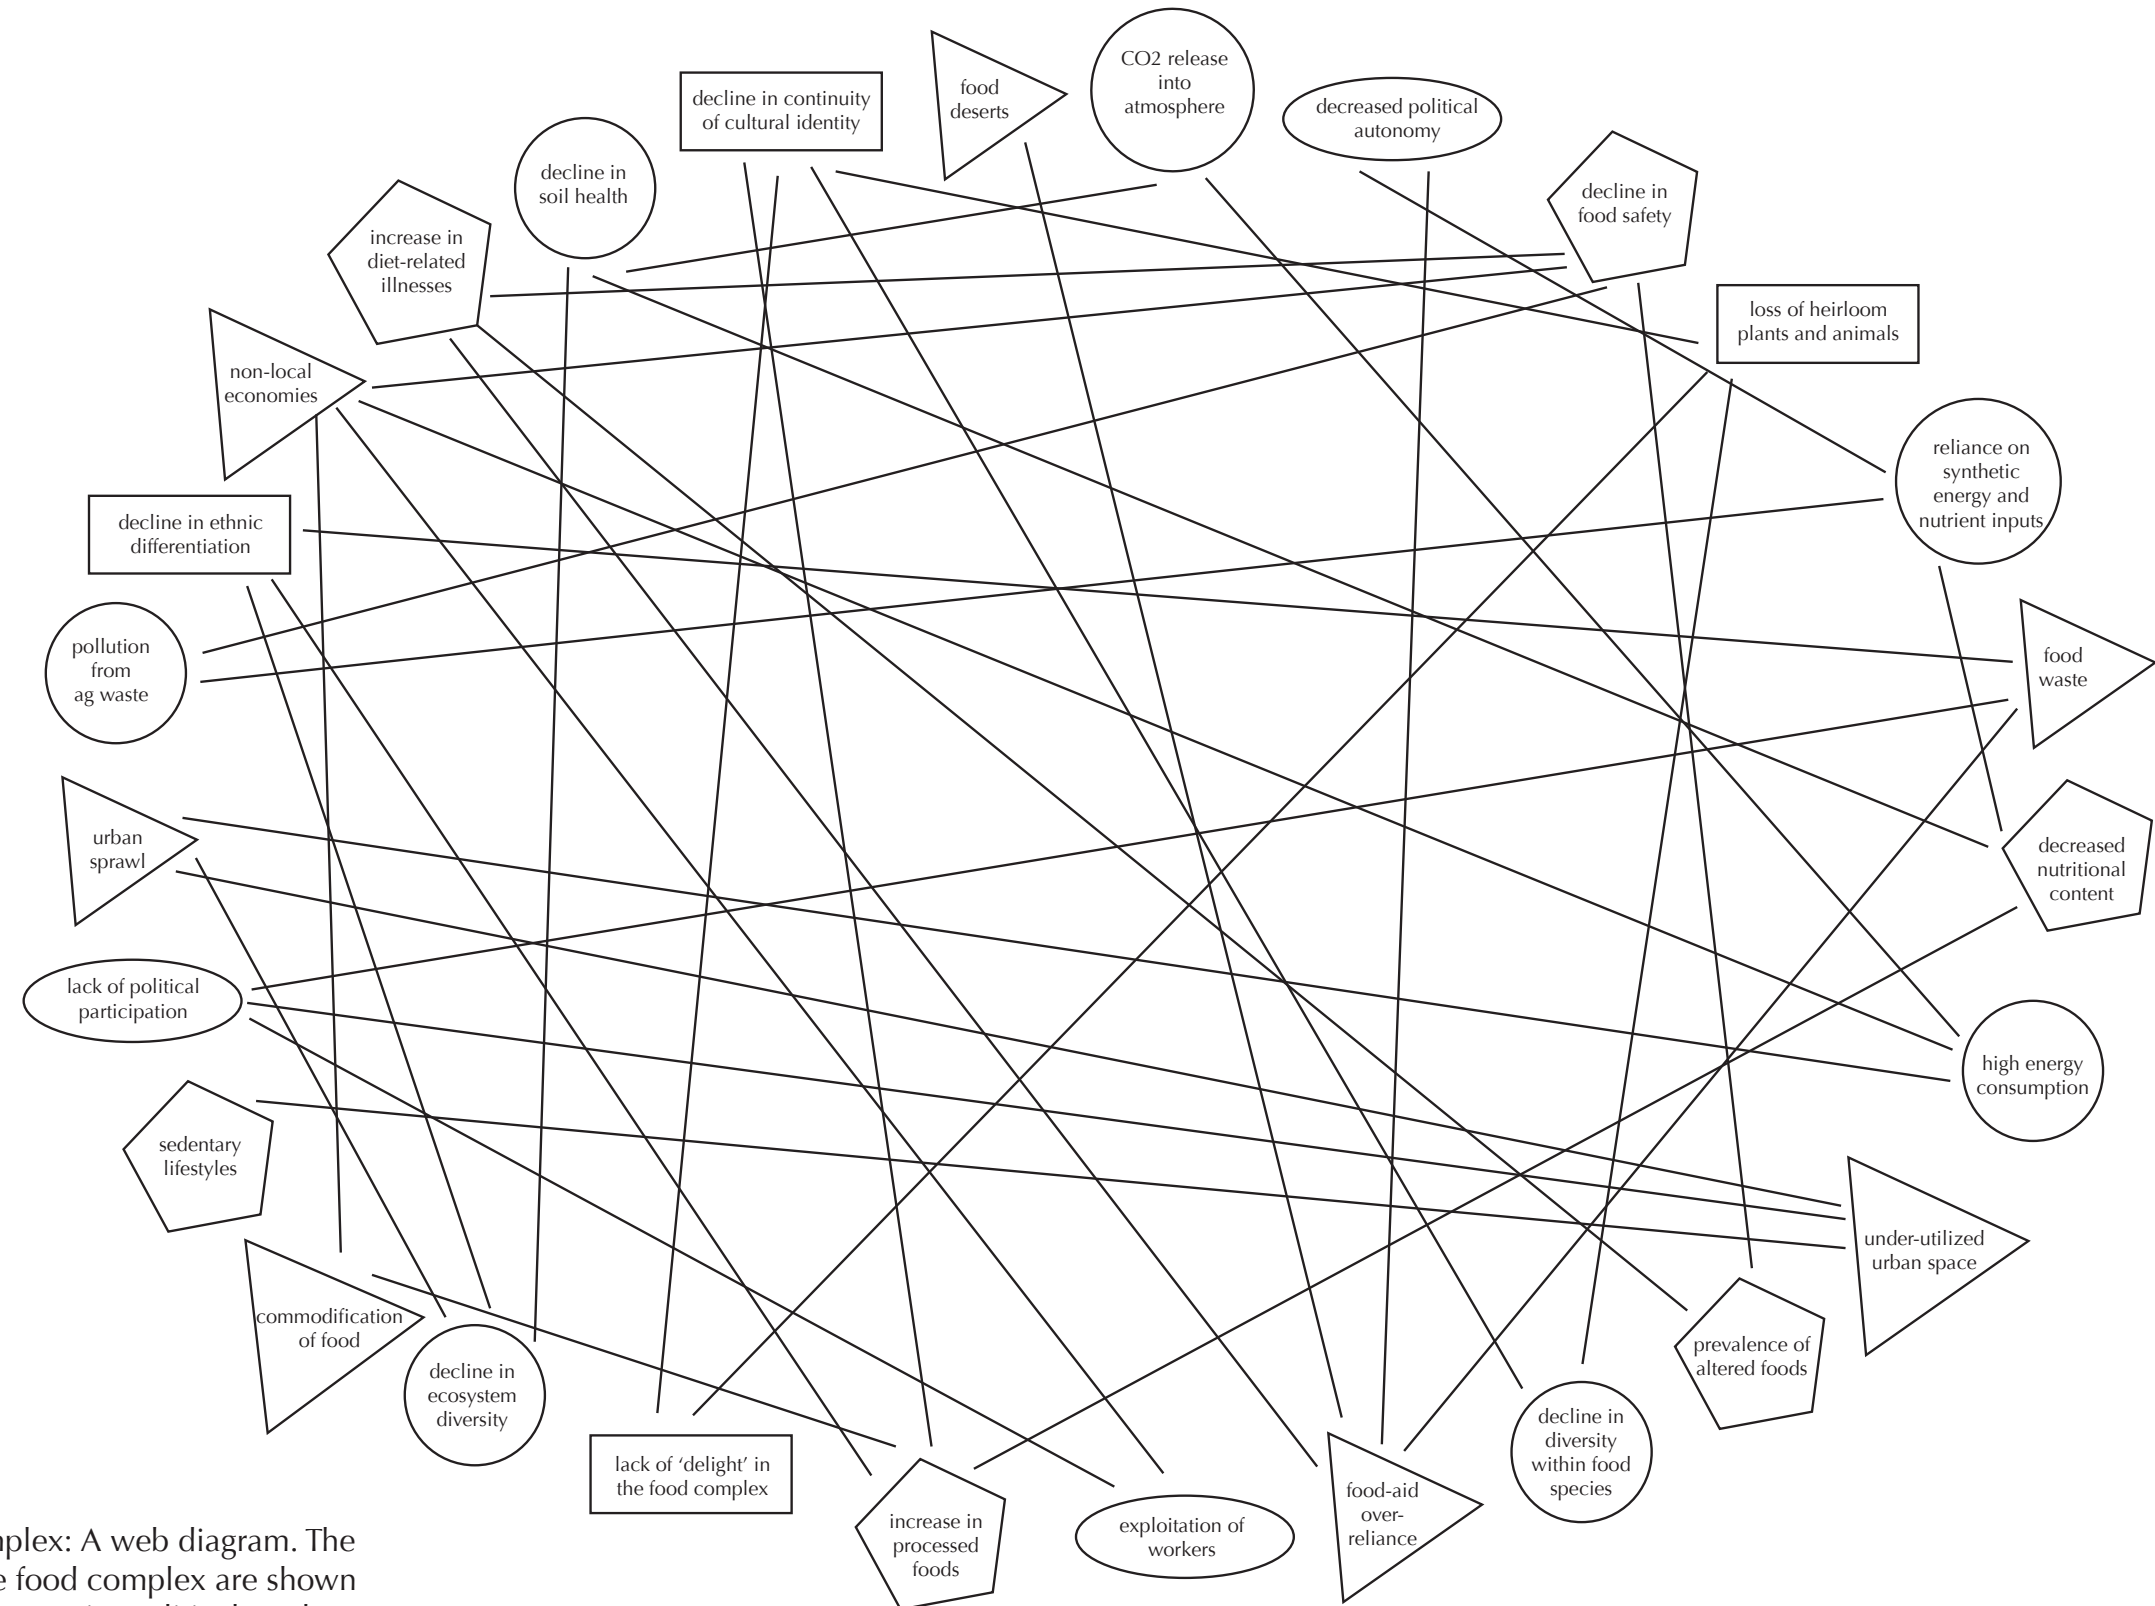 CO2 release
into
atmosphere
food
deserts
decline in continuity
of cultural identity
decreased political
autonomy
decline in
soil health
decline in
food safety
increase in
diet-related
illnesses
loss of heirloom
plants and animals
non-local
economies
reliance on
synthetic
energy and
nutrient inputs
decline in ethnic
differentiation
pollution
from
ag waste
food
waste
urban
sprawl
decreased
nutritional
content
lack of political
participation
high energy
consumption
sedentary
lifestyles
under-utilized
urban space
commodification
of food
prevalence of
altered foods
decline in
ecosystem
diversity
lack of ‘delight’ in
the food complex
increase in
processed
foods
exploitation of
workers
food-aid
over-
reliance
decline in
diversity
within food
species
complex: A web diagram. The
food complex are shown